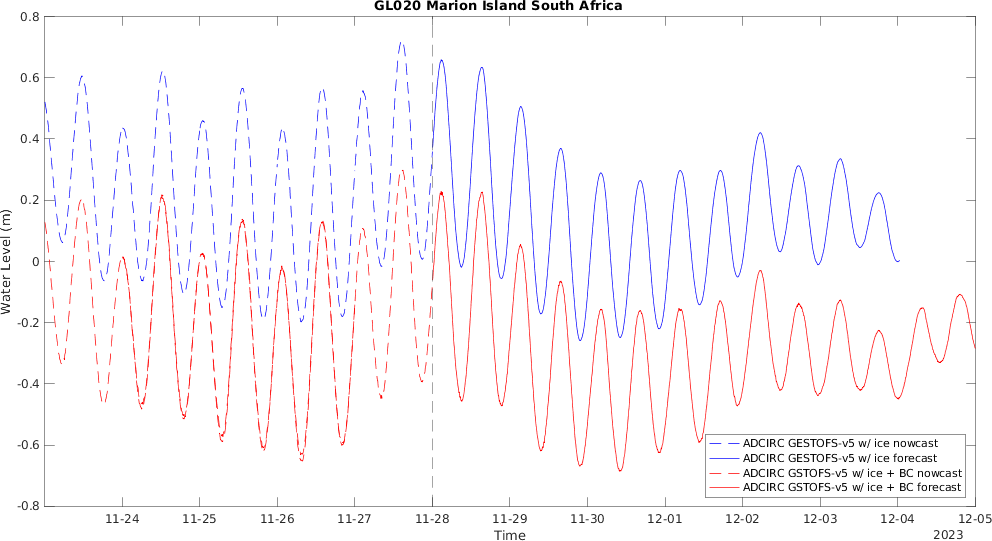 GL020 Marion Island South Africa
Water Level (m)
0.8
0.6
0.4
0.2
0
-0.2
-0.4
-0.6
-0.8
ADCIRC GESTOFS-v5 w/ ice nowcast
ADCIRC GESTOFS-v5 w/ ice forecast
ADCIRC GSTOFS-v5 w/ ice + BC nowcast
ADCIRC GSTOFS-v5 w/ ice + BC forecast
11-24 11-25 11-26 11-27 11-28 11-29 11-30 12-01 12-02 12-03 12-04 12-05
Time
2023